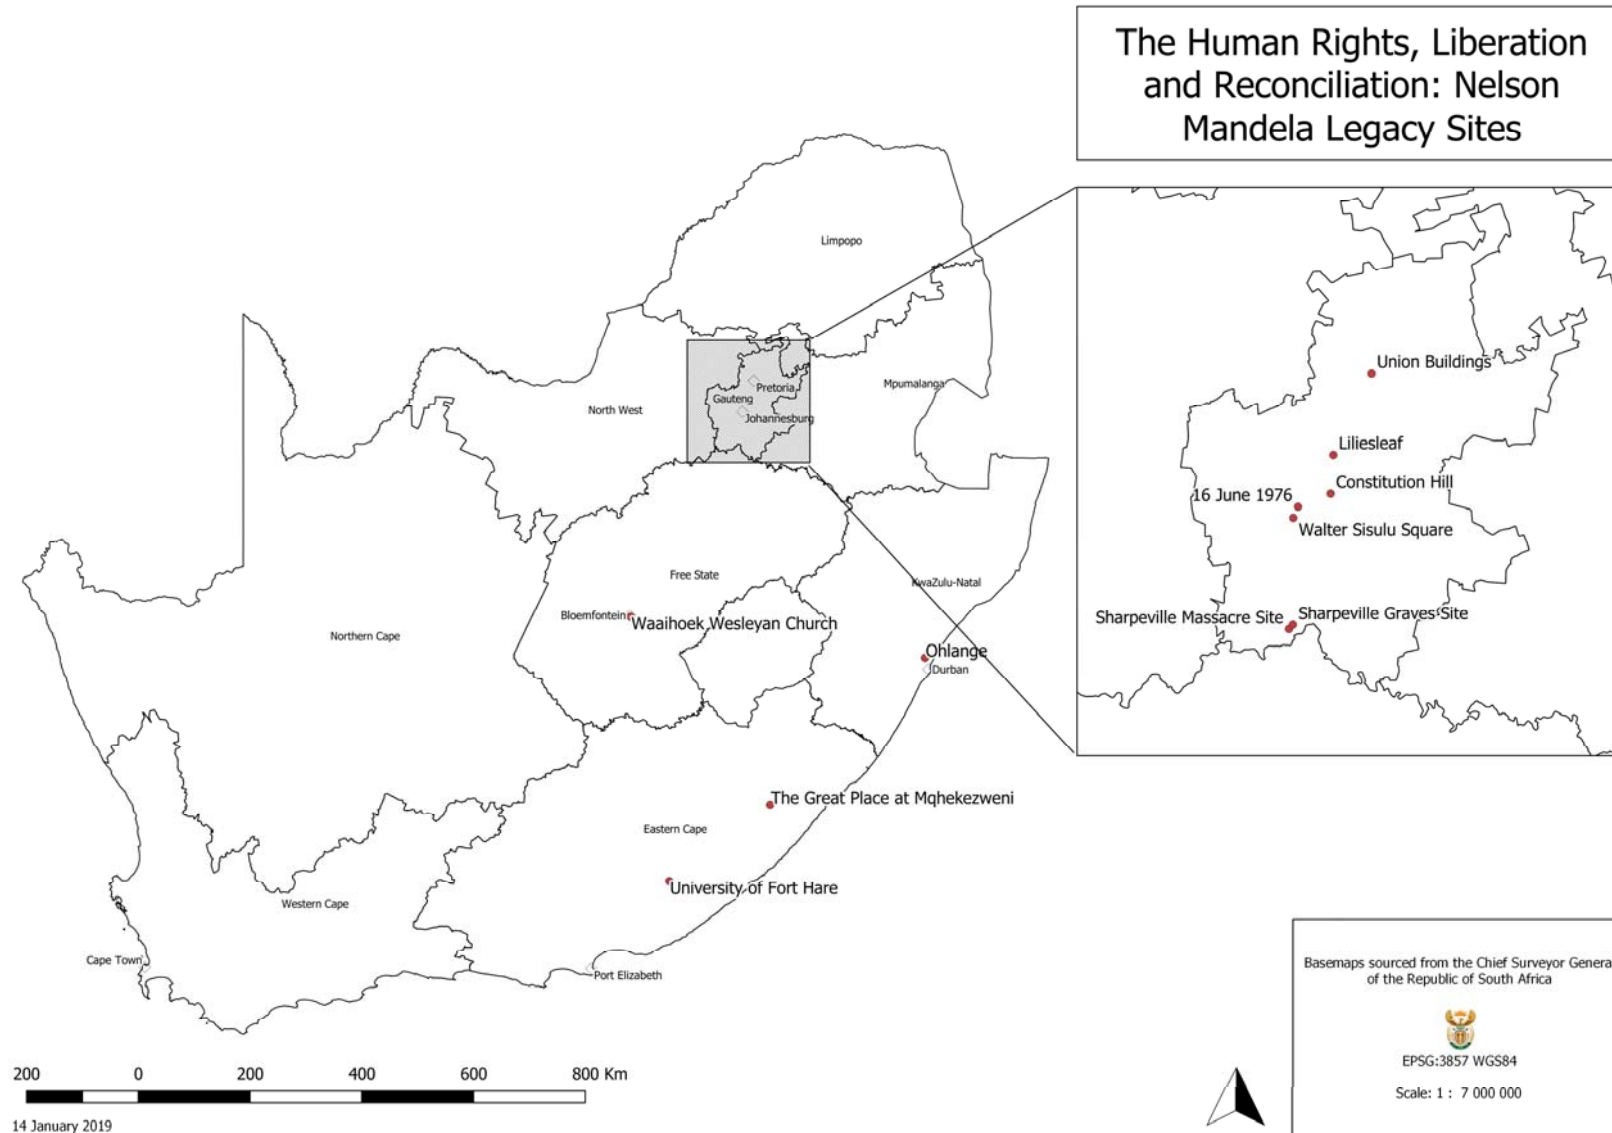 The Human Rights, Liberation
and Reconciliation: Nelson
Mandela Legacy Sites
Limpopo
Mpumalanga
North West
Pretoria
Gauteng
Johannesburg
Free State
KwaZulu-Natal
Bloemfontein
Waaihoek Wesleyan Church
Northern Cape
Ohlange
Durban
The Great Place at Mqhekezweni
Eastern Cape
University of Fort Hare
Western Cape
Cape Town
Port Elizabeth
Union Buildings
Liliesleaf
Constitution Hill
16 June 1976
Walter Sisulu Square
Sharpeville Massacre Site
Sharpeville Graves Site
Basemaps sourced from the Chief Surveyor Genera
of the Republic of South Africa
EPSG:3857 WGS84
Scale: 1 : 7 000 000
200 0 200 400 600 800 Km
14 January 2019